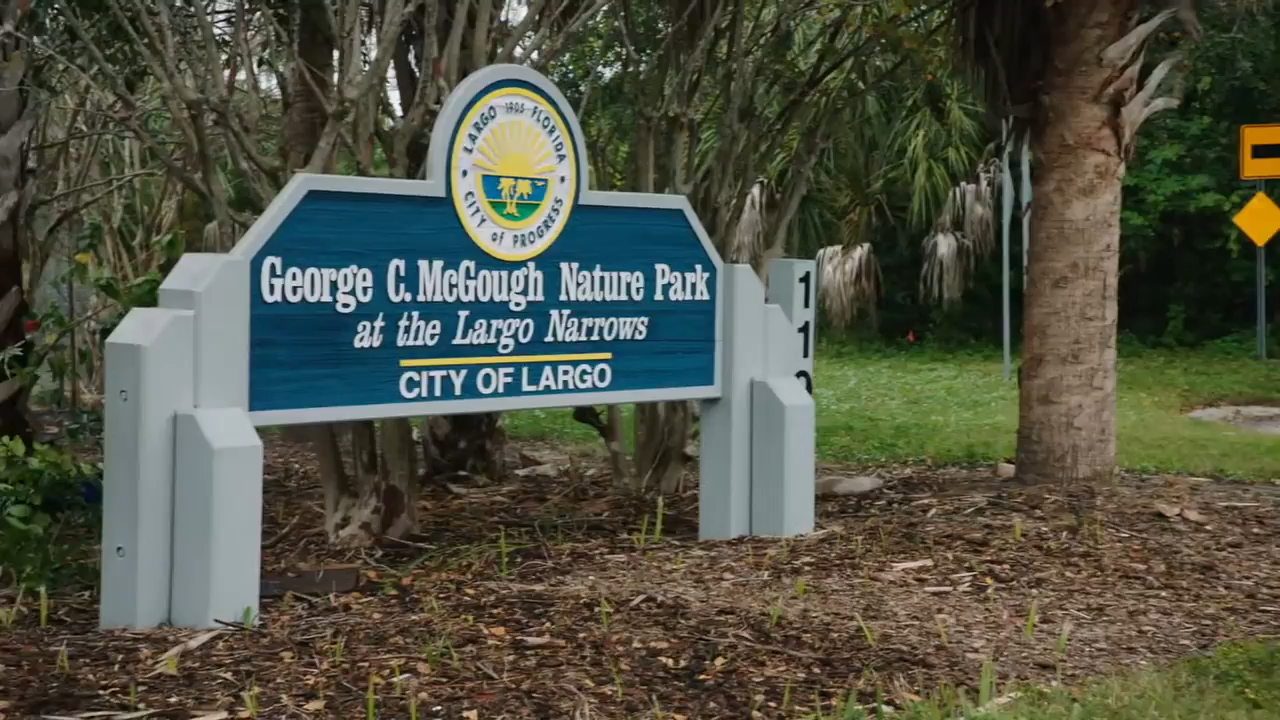 LARGO 1905 FLORIDA
CITY of PROGRESS
George C. McGough Nature Park
at the Largo Narrows
CITY OF LARGO
11